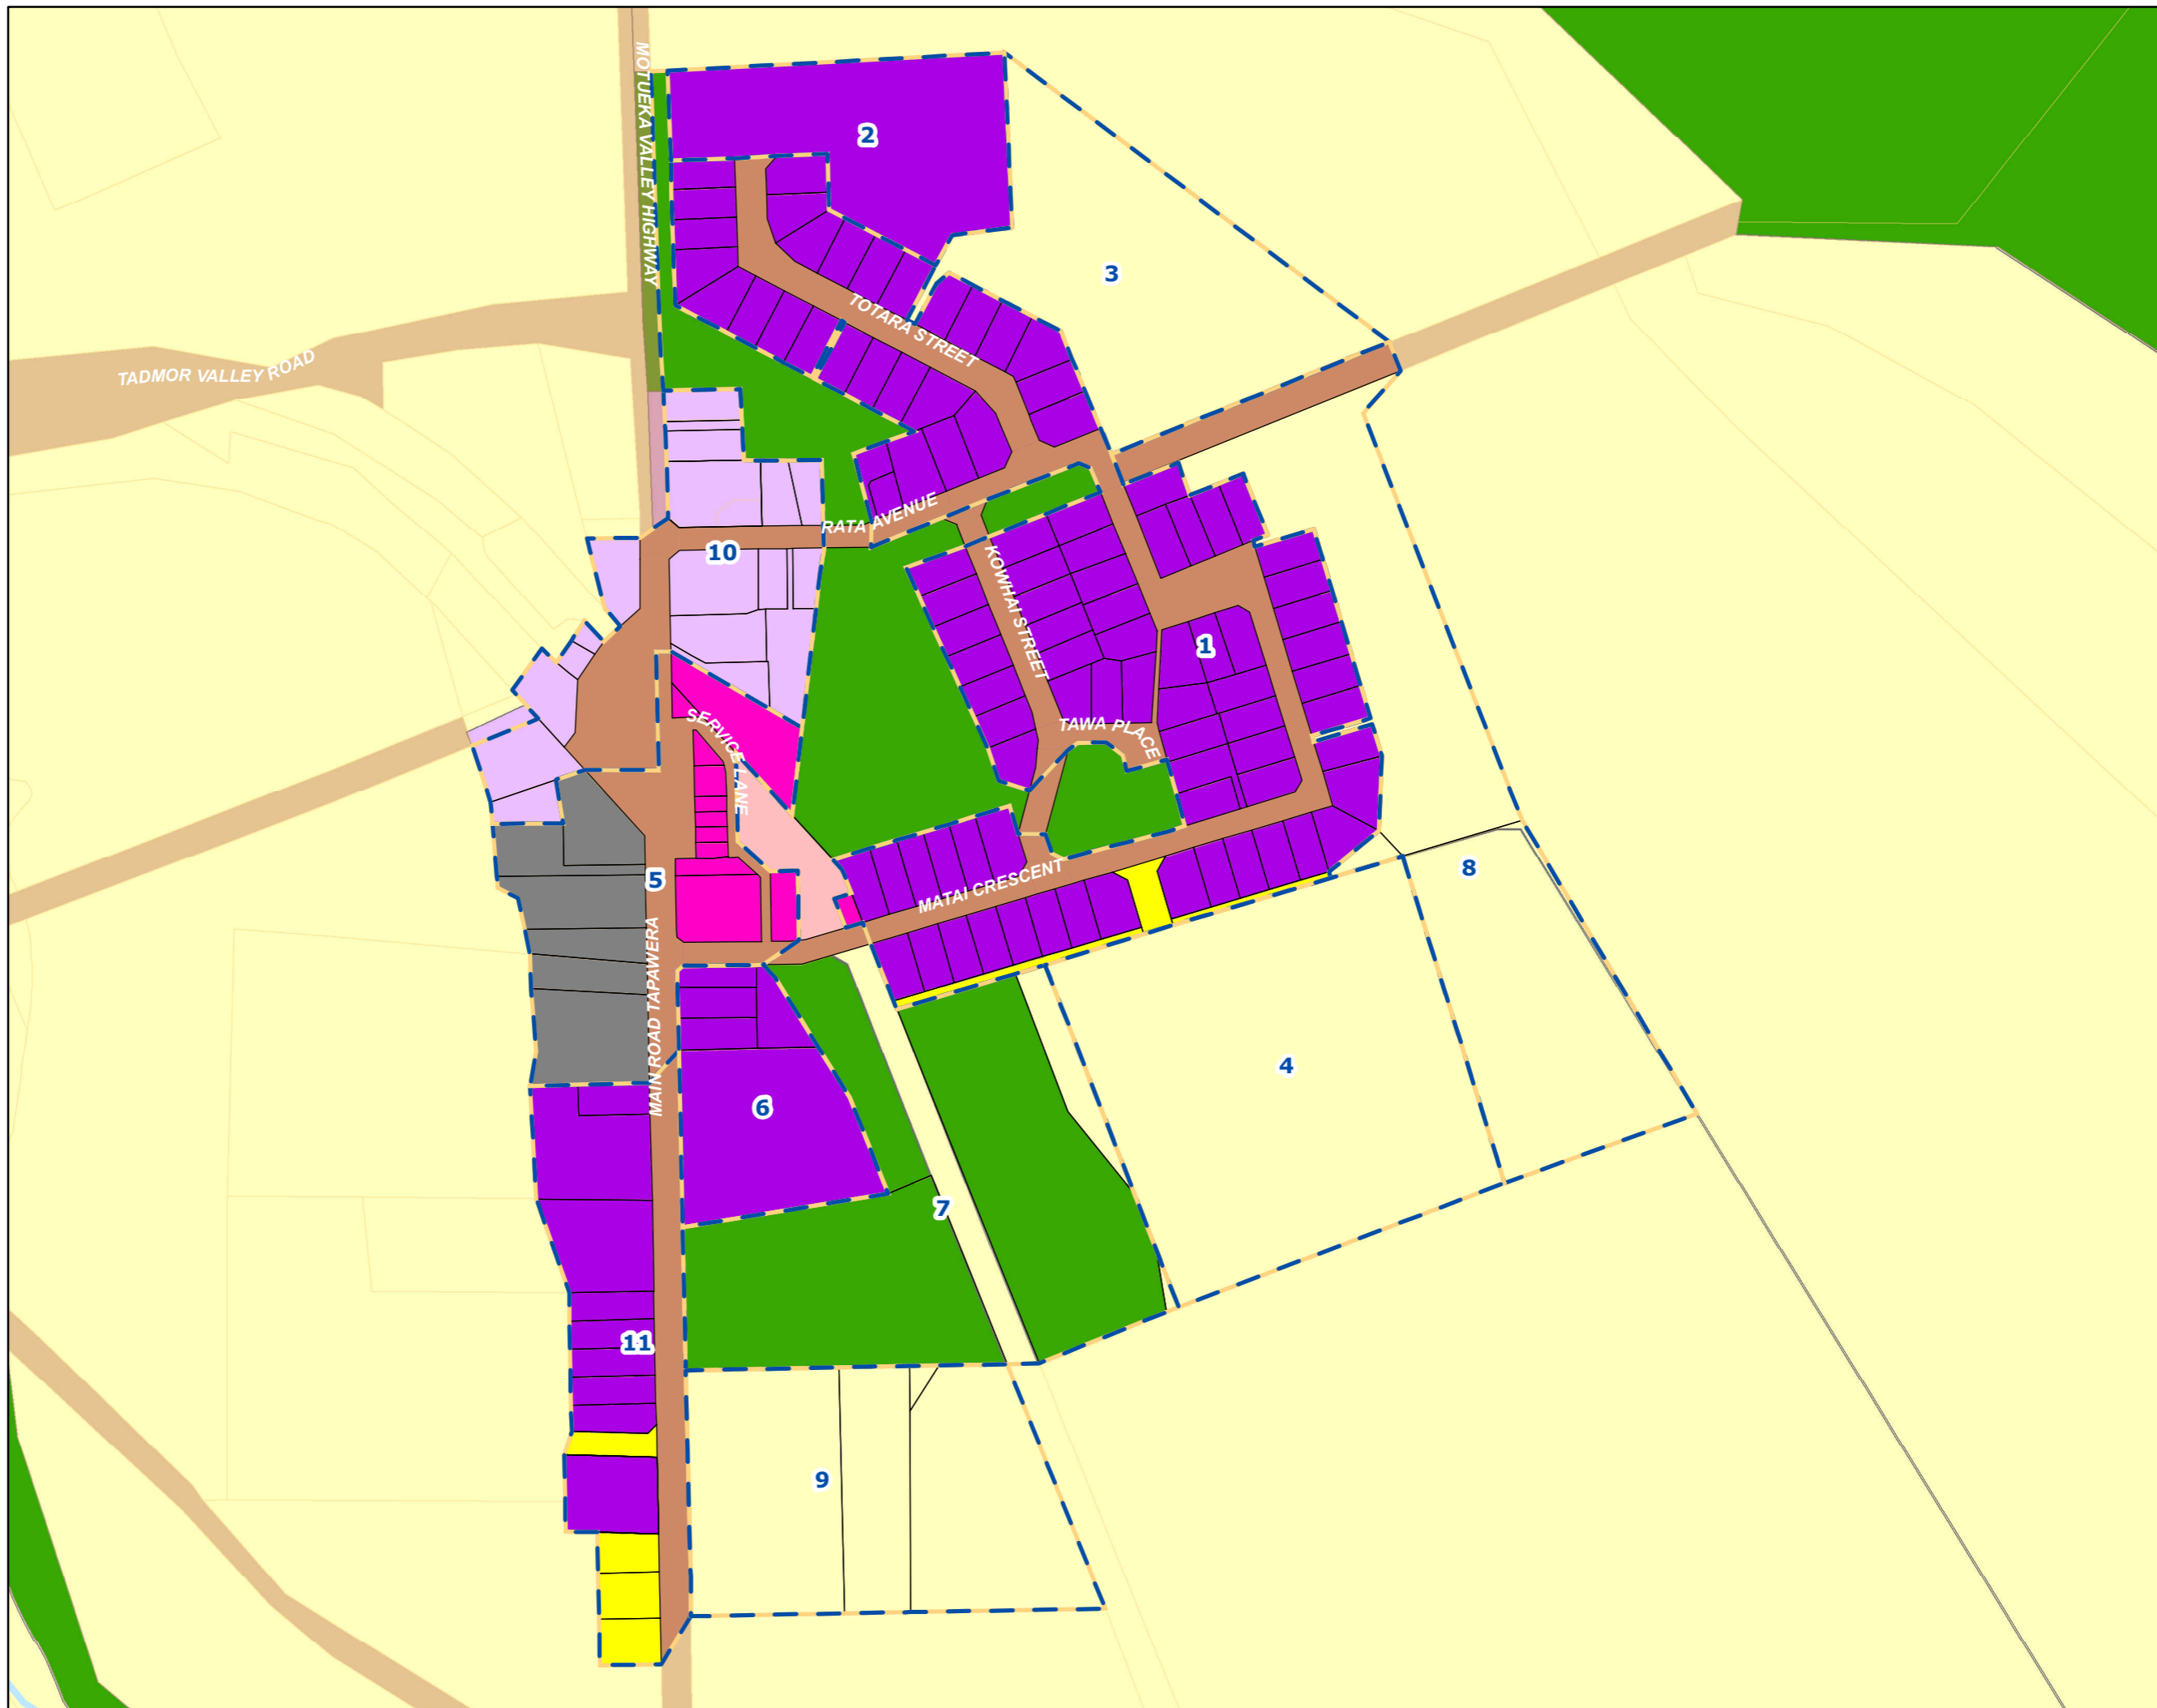 MOTUEKA VALLEY HIGHWAY
2
3
TOTARA STREET
TADMOR VALLEY ROAD
RATA AVENUE
10
KOWHAI STREET
1
SERVICE LANE
TAWA PLACE
5
MATAI CRESCENT
8
MAIN ROAD TAPAWERA
4
6
7
11
9